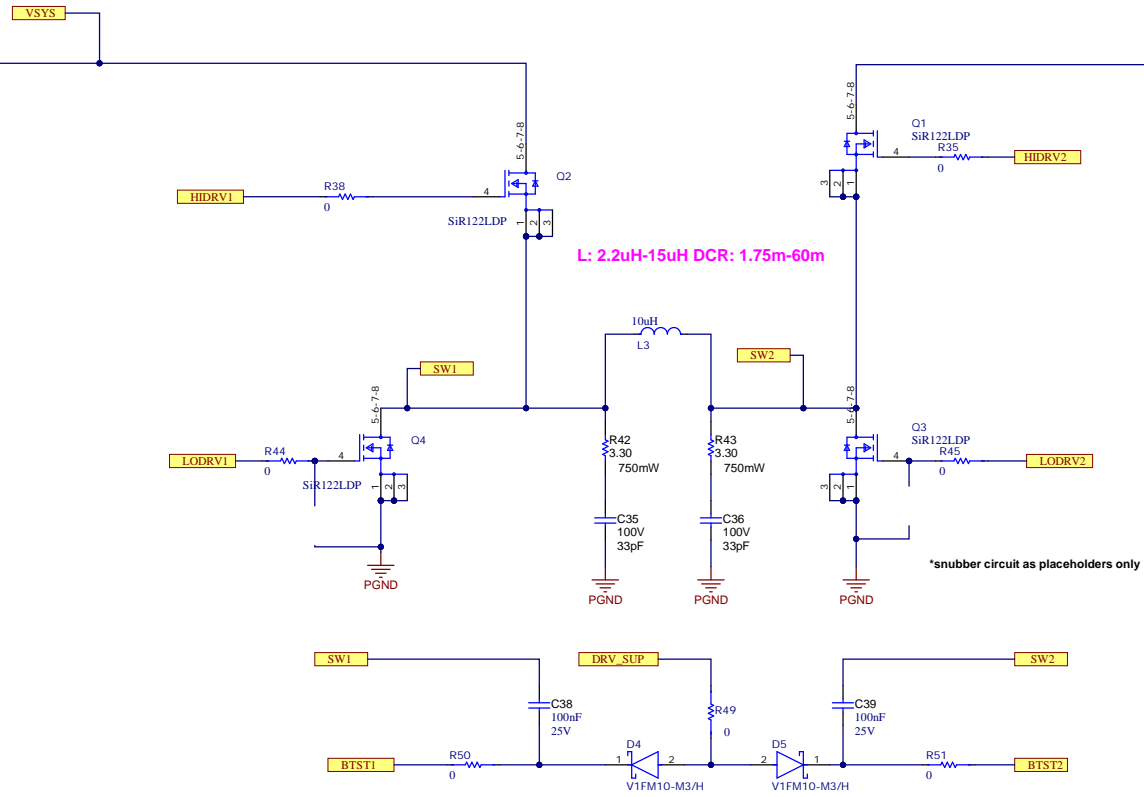 VSYS
5-6-7-8
5-6-7-8
Q1
SiR122LDP
R35
4
0
HIDRV2
Q2
3
2
1
HIDRV1
R38
0
4
SiR122LDP
1
2
3
L: 2.2uH-15uH DCR: 1.75m-60m
10uH
L3
SW1
SW2
5-6-7-8
5-6-7-8
Q4
Q3
SiR122LDP
R42
3.30
750mW
R43
3.30
750mW
LODRV1
R44
0
4
4
R45
0
LODRV2
SiR122LDP
1
2
3
3
2
1
C35
100V
33pF
C36
100V
33pF
*snubber circuit as placeholders only
PGND
PGND
PGND
PGND
SW1
DRV_SUP
SW2
C38
100nF
25V
R49
0
C39
100nF
25V
BTST1
R50
0
D4
1
2
V1FM10-M3/H
D5
2
1
V1FM10-M3/H
R51
0
BTST2